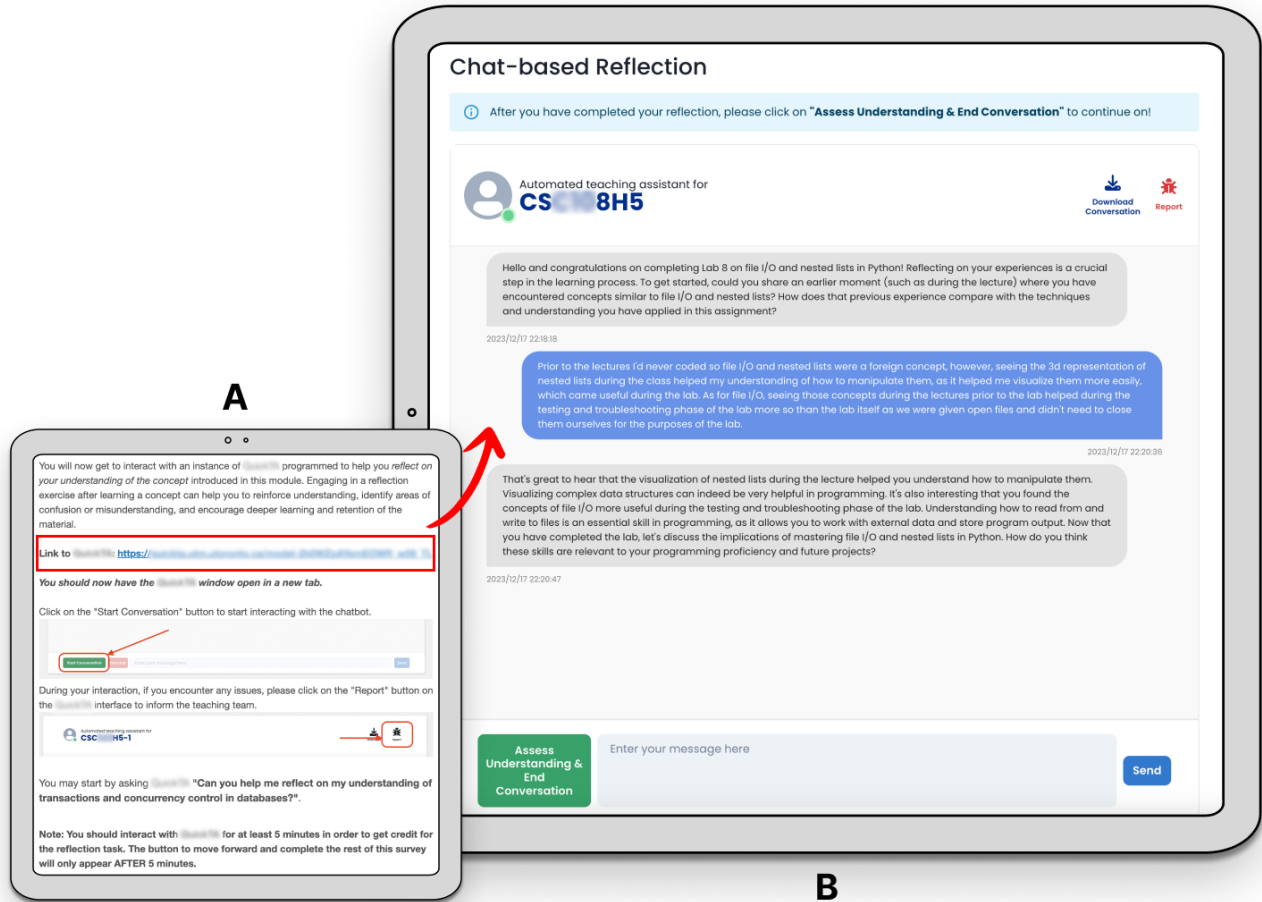 A
You will now get to interact with an instance of programmed to help you reflect on
your understanding of the concept introduced in this module. Engaging in a reflection
exercise after learning a concept can help you to reinforce understanding, identify areas of
confusion or misunderstanding, and encourage deeper learning and retention of the
material.
Link to https://
You should now have the window open in a new tab.
Click on the "Start Conversation" button to start interacting with the chatbot.
Start Conversation
Enter your message here
Send
During your interaction, if you encounter any issues, please click on the "Report" button on
the interface to inform the teaching team.
Automated teaching assistant for
CSC H5-1
Report
You may start by asking "Can you help me reflect on my understanding of
transactions and concurrency control in databases?".
Note: You should interact with for at least 5 minutes in order to get credit for
the reflection task. The button to move forward and complete the rest of this survey
will only appear AFTER 5 minutes.
Chat-based Reflection
After you have completed your reflection, please click on "Assess Understanding & End Conversation" to continue on!
Automated teaching assistant for
CS 8H5
Download
Conversation
Report
Hello and congratulations on completing Lab 8 on file I/O and nested lists in Python! Reflecting on your experiences is a crucial
step in the learning process. To get started, could you share an earlier moment (such as during the lecture) where you have
encountered concepts similar to file I/O and nested lists? How does that previous experience compare with the techniques
and understanding you have applied in this assignment?
2023/12/17 22:18:18
Prior to the lectures I'd never coded so file I/O and nested lists were a foreign concept, however, seeing the 3d representation of
nested lists during the class helped my understanding of how to manipulate them, as it helped me visualize them more easily,
which came useful during the lab. As for file I/O, seeing those concepts during the lectures prior to the lab helped during the
testing and troubleshooting phase of the lab more so than the lab itself as we were given open files and didn't need to close
them ourselves for the purposes of the lab.
2023/12/17 22:20:36
That's great to hear that the visualization of nested lists during the lecture helped you understand how to manipulate them.
Visualizing complex data structures can indeed be very helpful in programming. It's also interesting that you found the
concepts of file I/O more useful during the testing and troubleshooting phase of the lab. Understanding how to read from and
write to files is an essential skill in programming, as it allows you to work with external data and store program output. Now that
you have completed the lab, let's discuss the implications of mastering file I/O and nested lists in Python. How do you think
these skills are relevant to your programming proficiency and future projects?
2023/12/17 22:20:47
Assess
Understanding &
End
Conversation
Enter your message here
Send
B